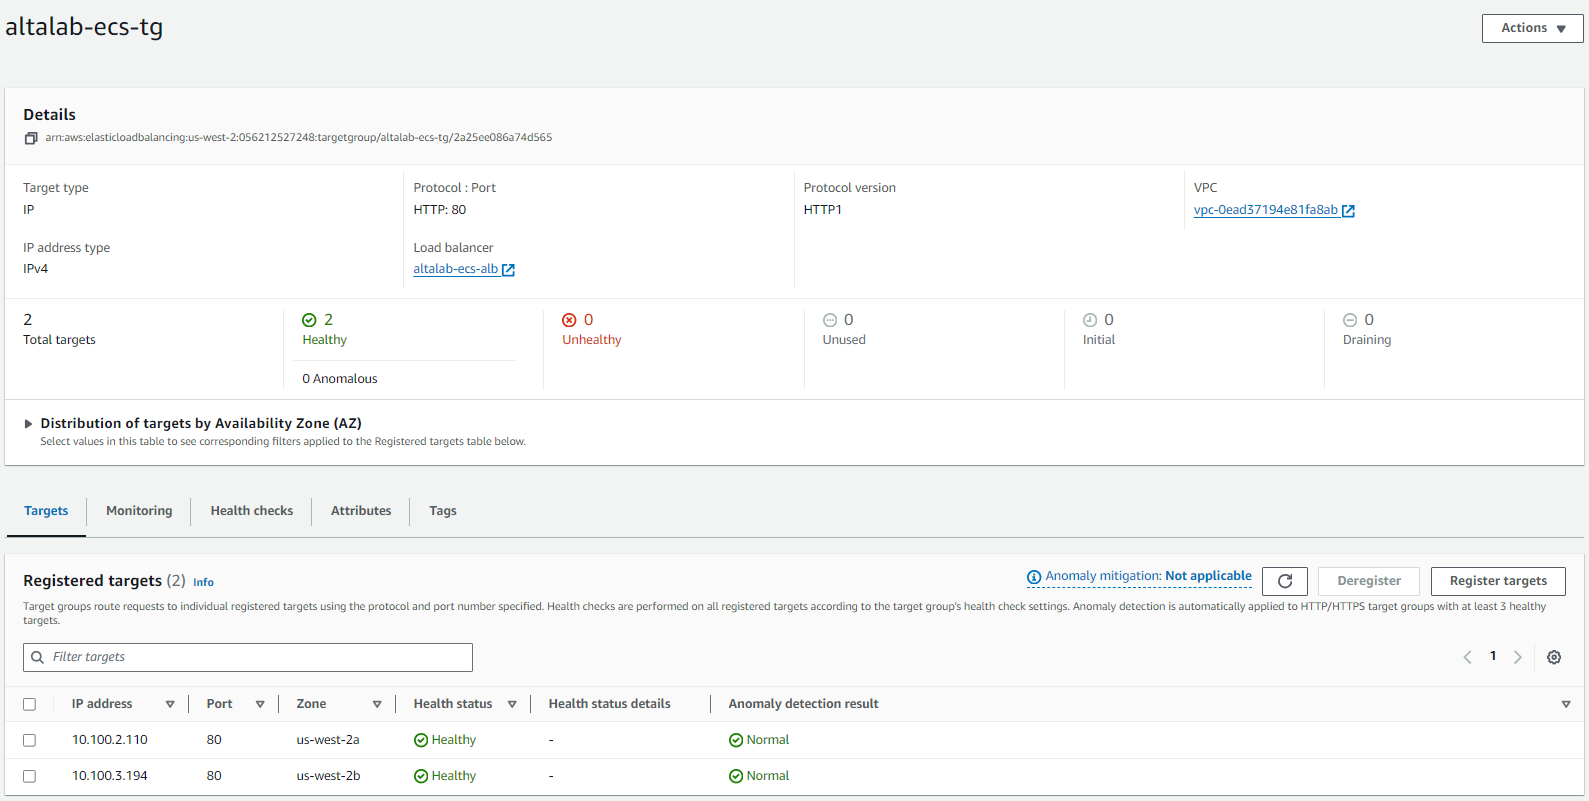 altalab-ecs-tg
Actions
Details
arn:aws:elasticloadbalancing:us-west-2:056212527248:targetgroup/altalab-ecs-tg/2a25ee086a74d565
Target type
IP
Protocol : Port
HTTP: 80
Protocol version
HTTP1
VPC
vpc-0ead37194e81fa8ab
IP address type
IPv4
Load balancer
altalab-ecs-alb
2
Total targets
2
Healthy
0 Anomalous
0
Unhealthy
0
Unused
0
Initial
0
Draining
Distribution of targets by Availability Zone (AZ)
Select values in this table to see corresponding filters applied to the Registered targets table below.
Targets
Monitoring
Health checks
Attributes
Tags
Registered targets (2) Info
Anomaly mitigation: Not applicable
Deregister
Register targets
Target groups route requests to individual registered targets using the protocol and port number specified. Health checks are performed on all registered targets according to the target group's health check settings. Anomaly detection is automatically applied to HTTP/HTTPS target groups with at least 3 healthy
targets.
Filter targets
1
IP address Port Zone Health status Health status details Anomaly detection result
10.100.2.110 80 us-west-2a Healthy - Normal
10.100.3.194 80 us-west-2b Healthy - Normal